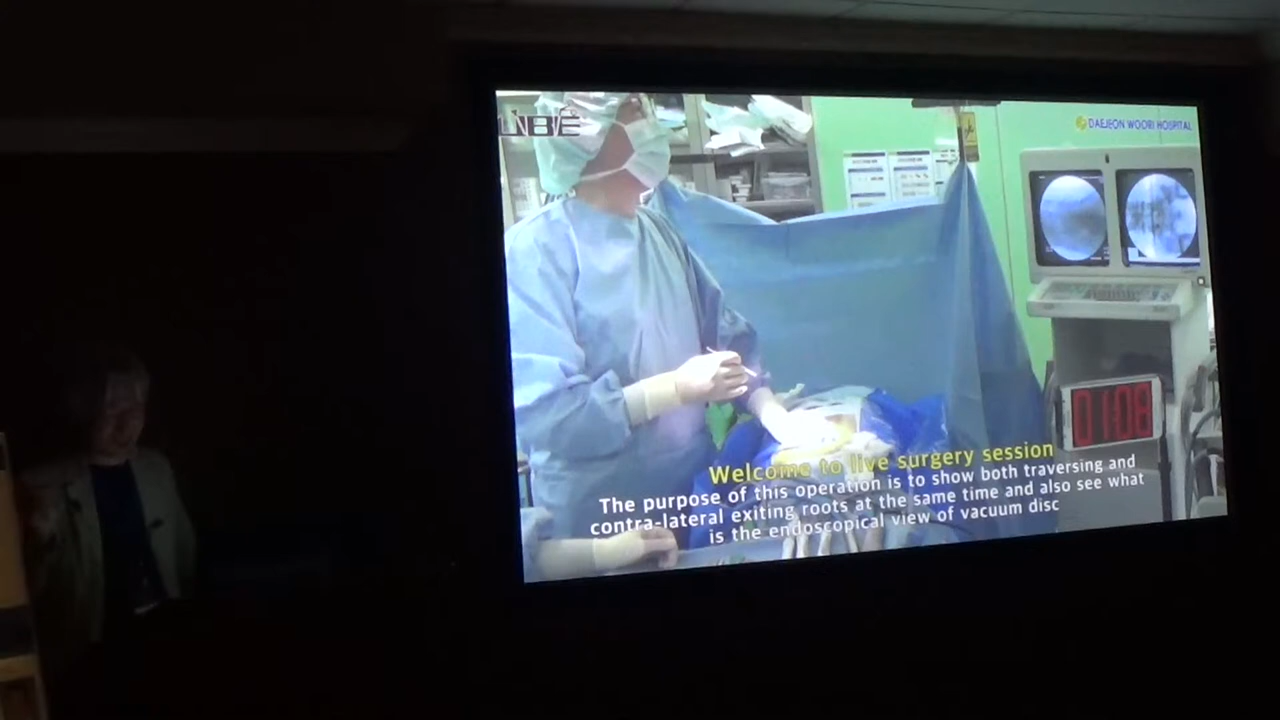 UBE
DAEJEON WOORI HOSPITAL
01:08
Welcome to live surgery session
The purpose of this operation is to show both traversing and
contra-lateral exiting roots at the same time and also see what
is the endoscopical view of vacuum disc